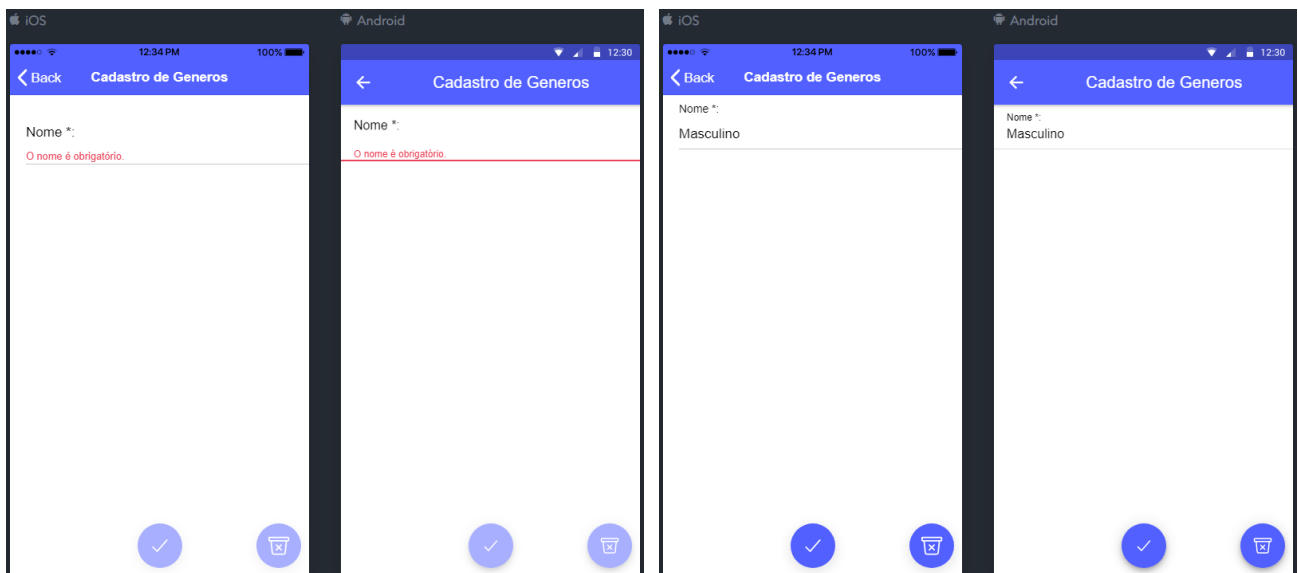 iOS
12:34 PM 100%
Back Cadastro de Generos
Nome *:
O nome é obrigatório.
Android
12:30
Cadastro de Generos
Nome *:
O nome é obrigatório.
iOS
12:34 PM 100%
Back Cadastro de Generos
Nome *:
Masculino
Android
12:30
Cadastro de Generos
Nome *:
Masculino